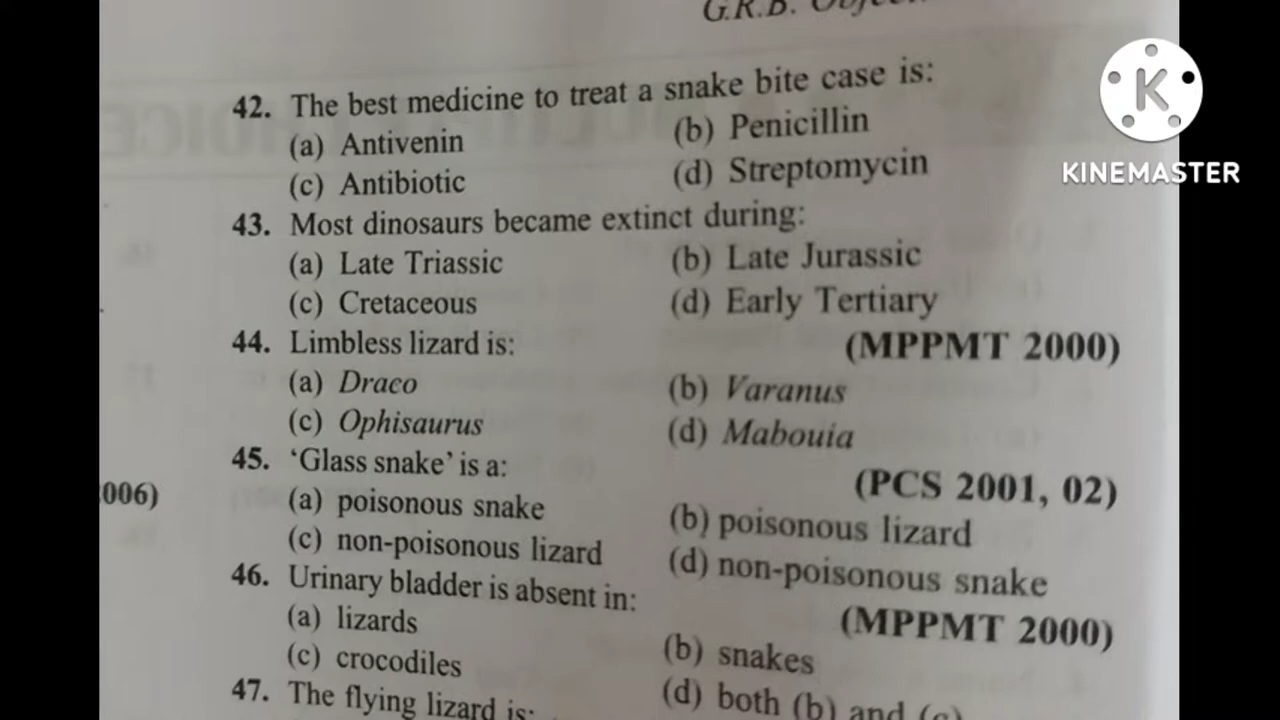 G.R.B.
42. The best medicine to treat a snake bite case is:
(a) Antivenin (b) Penicillin
(c) Antibiotic (d) Streptomycin
43. Most dinosaurs became extinct during:
(a) Late Triassic (b) Late Jurassic
(c) Cretaceous (d) Early Tertiary
44. Limbless lizard is: (MPPMT 2000)
(a) Draco (b) Varanus
(c) Ophisaurus (d) Mabouia
45. ‘Glass snake’ is a: (PCS 2001, 02)
006)
(a) poisonous snake (b) poisonous lizard
(c) non-poisonous lizard (d) non-poisonous snake
46. Urinary bladder is absent in: (MPPMT 2000)
(a) lizards (b) snakes
(c) crocodiles (d) both (b) and (c)
47. The flying lizard is:
K
KINEMASTER